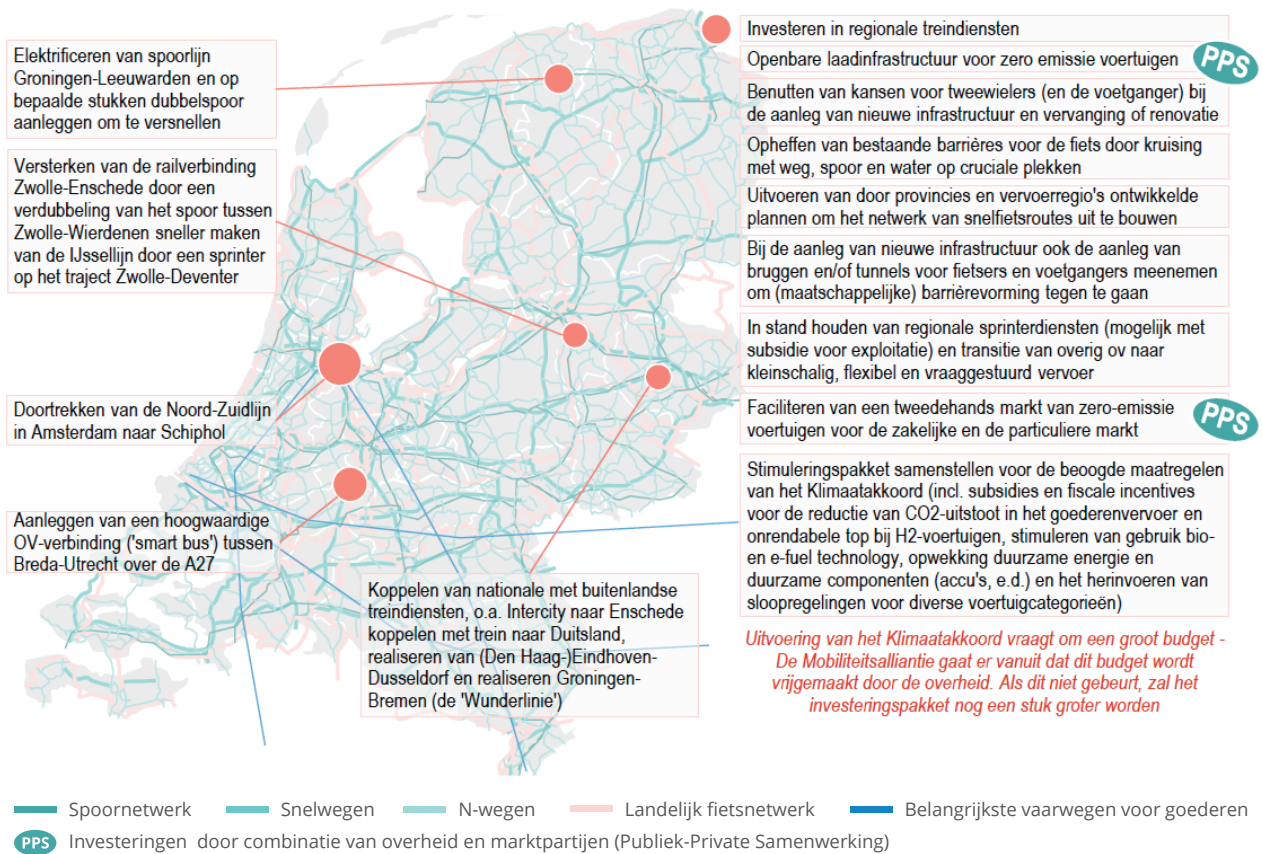 Elektrificeren van spoorlijn
Groningen-Leeuwarden en op
bepaalde stukken dubbelspoor
aanleggen om te versnellen
Versterken van de railverbinding
Zwolle-Enschede door een
verdubbeling van het spoor tussen
Zwolle-Wierdenen sneller maken
van de IJssellijn door een sprinter
op het traject Zwolle-Deventer
Doortrekken van de Noord-Zuidlijn
in Amsterdam naar Schiphol
Aanleggen van een hoogwaardige
OV-verbinding ('smart bus') tussen
Breda-Utrecht over de A27
Koppelen van nationale met buitenlandse
treindiensten, o.a. Intercity naar Enschede
koppelen met trein naar Duitsland,
realiseren van (Den Haag-)Eindhoven-
Dusseldorf en realiseren Groningen-
Bremen (de 'Wunderlinie')
Investeren in regionale treindiensten
Openbare laadinfrastructuur voor zero emissie voertuigen
PPS
Benutten van kansen voor tweewielers (en de voetganger) bij
de aanleg van nieuwe infrastructuur en vervanging of renovatie
Opheffen van bestaande barrières voor de fiets door kruising
met weg, spoor en water op cruciale plekken
Uitvoeren van door provincies en vervoerregio's ontwikkelde
plannen om het netwerk van snelfietsroutes uit te bouwen
Bij de aanleg van nieuwe infrastructuur ook de aanleg van
bruggen en/of tunnels voor fietsers en voetgangers meenemen
om (maatschappelijke) barrièrevorming tegen te gaan
In stand houden van regionale sprinterdiensten (mogelijk met
subsidie voor exploitatie) en transitie van overig ov naar
kleinschalig, flexibel en vraaggestuurd vervoer
Faciliteren van een tweedehands markt van zero-emissie
voertuigen voor de zakelijke en de particuliere markt
PPS
Stimuleringspakket samenstellen voor de beoogde maatregelen
van het Klimaatakkoord (incl. subsidies en fiscale incentives
voor de reductie van CO2-uitstoot in het goederenvervoer en
onrendabele top bij H2-voertuigen, stimuleren van gebruik bio-
en e-fuel technology, opwekking duurzame energie en
duurzame componenten (accu's, e.d.) en het herinvoeren van
sloopregelingen voor diverse voertuigcategorieën)
Uitvoering van het Klimaatakkoord vraagt om een groot budget -
De Mobiliteitsalliantie gaat er vanuit dat dit budget wordt
vrijgemaakt door de overheid. Als dit niet gebeurt, zal het
investeringspakket nog een stuk groter worden
Spoornetwerk Snelwegen N-wegen Landelijk fietsnetwerk Belangrijkste vaarwegen voor goederen
PPS Investeringen door combinatie van overheid en marktpartijen (Publiek-Private Samenwerking)